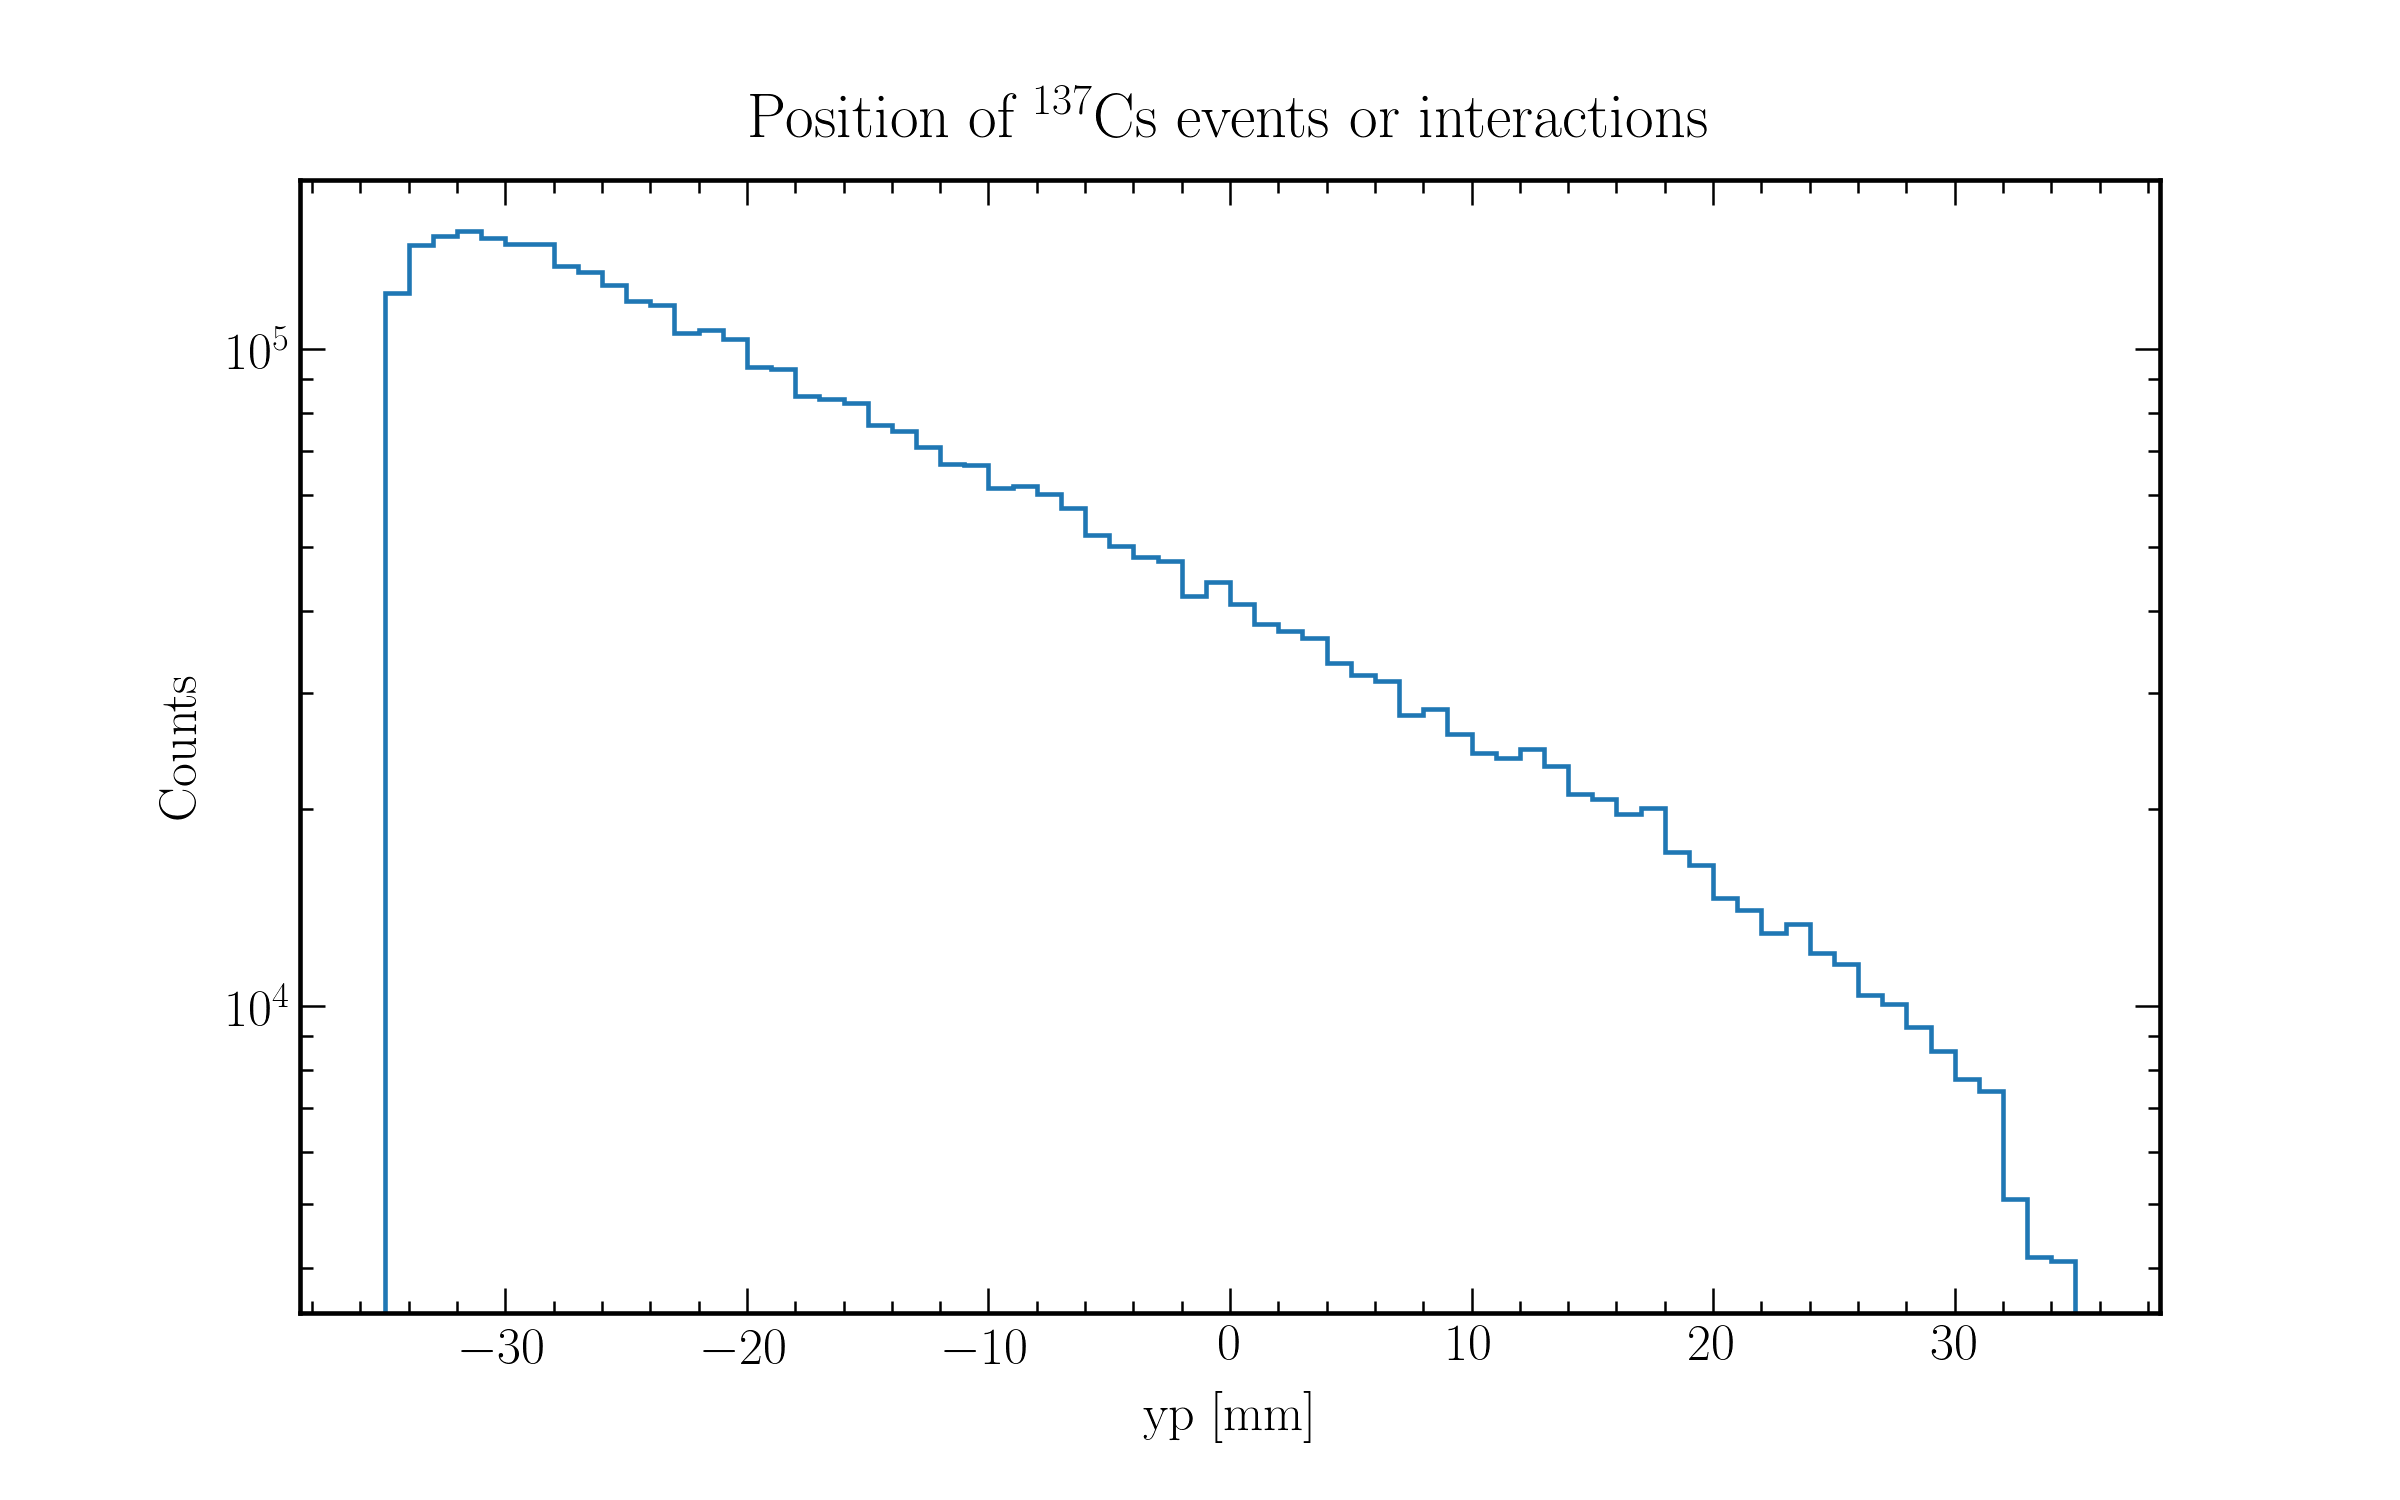 Position of ¹³⁷Cs events or interactions
Counts
10⁵
10⁴
−30 −20 −10 0 10 20 30
yp [mm]